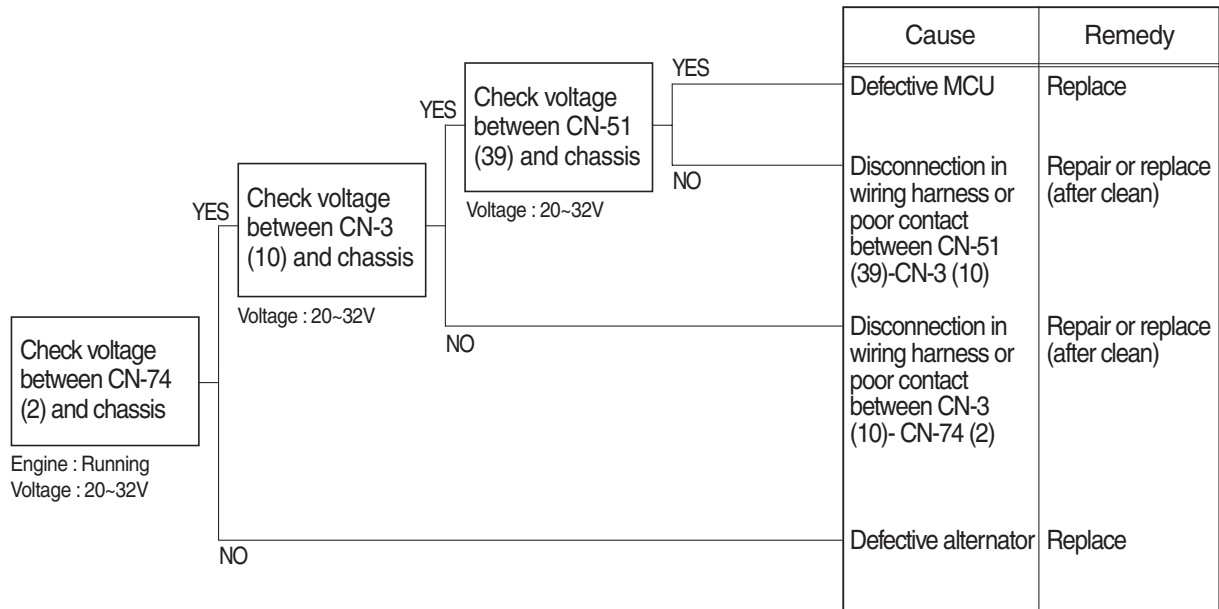 Cause
Remedy
Check voltage
between CN-74
(2) and chassis
Engine : Running
Voltage : 20~32V
YES
NO
Check voltage
between CN-3
(10) and chassis
Voltage : 20~32V
YES
NO
Check voltage
between CN-51
(39) and chassis
Voltage : 20~32V
YES
NO
Defective MCU
Replace
Disconnection in
wiring harness or
poor contact
between CN-51
(39)-CN-3 (10)
Repair or replace
(after clean)
Disconnection in
wiring harness or
poor contact
between CN-3
(10)- CN-74 (2)
Repair or replace
(after clean)
Defective alternator
Replace